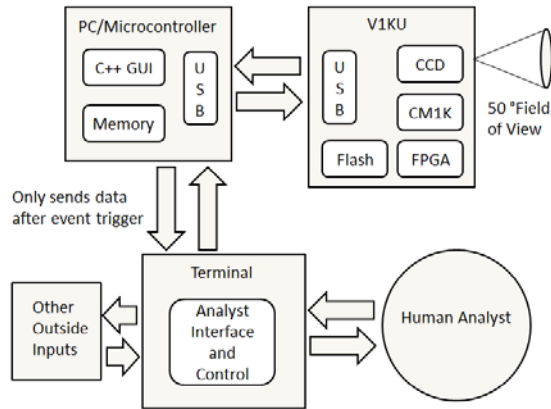 PC/Microcontroller
C++ GUI
Memory
U
S
B
V1KU
U
S
B
CCD
CM1K
Flash
FPGA
50 °Field
of View
Only sends data
after event trigger
Terminal
Analyst
Interface
and
Control
Other
Outside
Inputs
Human Analyst